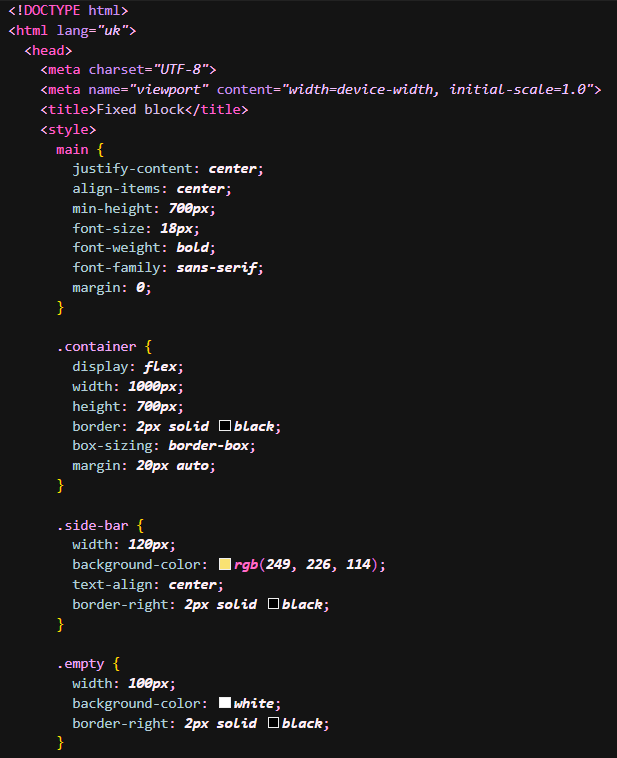 <!DOCTYPE html>
<html lang="uk">
  <head>
    <meta charset="UTF-8">
    <meta name="viewport" content="width=device-width, initial-scale=1.0">
    <title>Fixed block</title>
    <style>
      main {
        justify-content: center;
        align-items: center;
        min-height: 700px;
        font-size: 18px;
        font-weight: bold;
        font-family: sans-serif;
        margin: 0;
      }

      .container {
        display: flex;
        width: 1000px;
        height: 700px;
        border: 2px solid black;
        box-sizing: border-box;
        margin: 20px auto;
      }

      .side-bar {
        width: 120px;
        background-color: rgb(249, 226, 114);
        text-align: center;
        border-right: 2px solid black;
      }

      .empty {
        width: 100px;
        background-color: white;
        border-right: 2px solid black;
      }